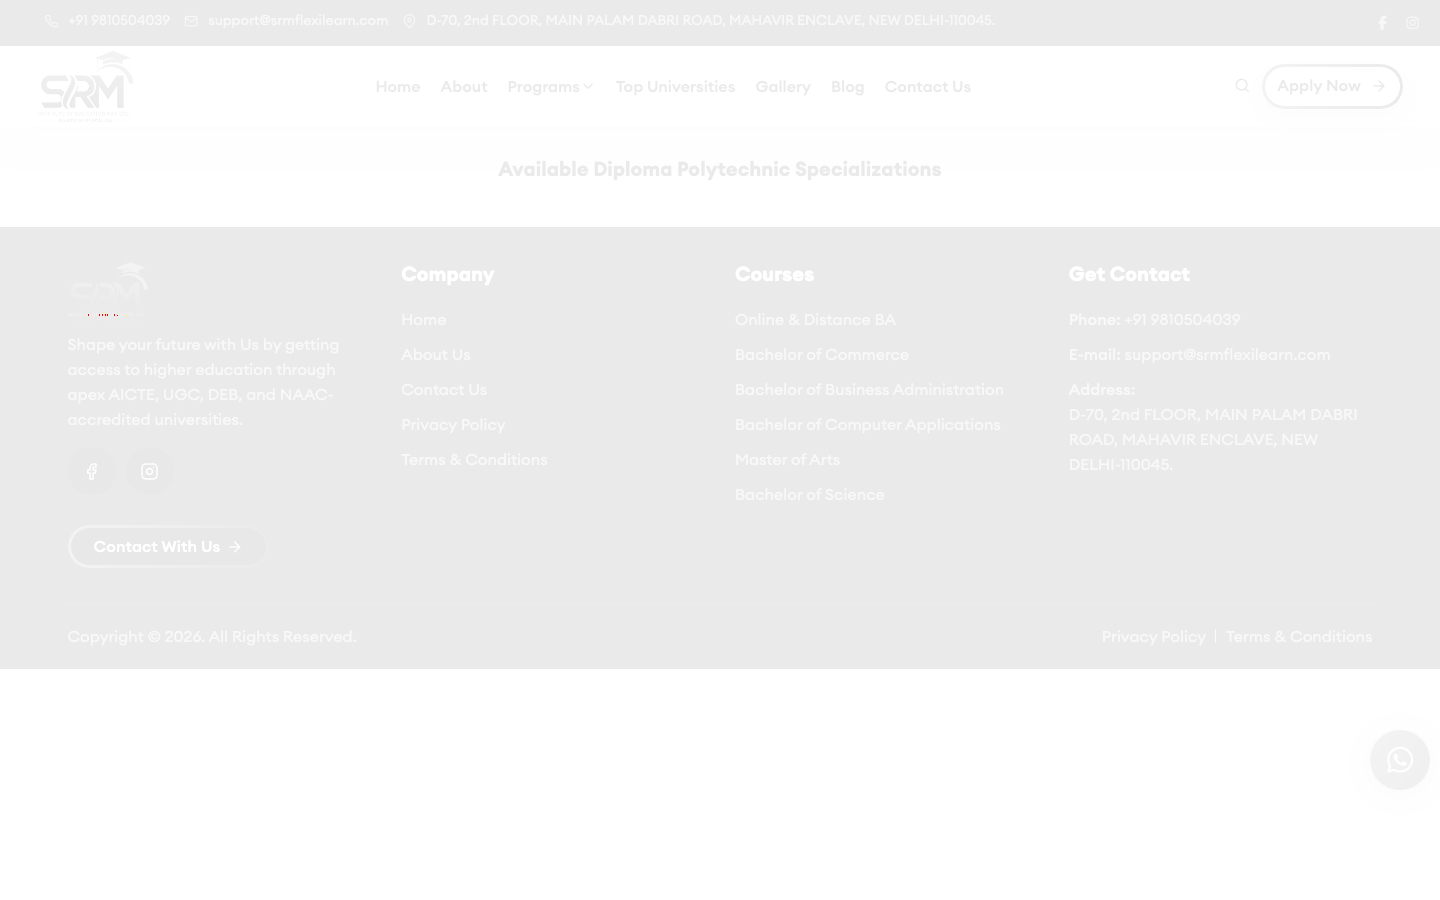 +91 9810504039 support@srmflexilearn.com D-70, 2nd FLOOR, MAIN PALAM DABRI ROAD, MAHAVIR ENCLAVE, NEW DELHI-110045.
SRM
Home About Programs Top Universities Gallery Blog Contact Us
Apply Now
Available Diploma Polytechnic Specializations
SRM
Shape your future with Us by getting
access to higher education through
apex AICTE, UGC, DEB, and NAAC-
accredited universities.
Contact With Us
Company
Home
About Us
Contact Us
Privacy Policy
Terms & Conditions
Courses
Online & Distance BA
Bachelor of Commerce
Bachelor of Business Administration
Bachelor of Computer Applications
Master of Arts
Bachelor of Science
Get Contact
Phone: +91 9810504039
E-mail: support@srmflexilearn.com
Address:
D-70, 2nd FLOOR, MAIN PALAM DABRI
ROAD, MAHAVIR ENCLAVE, NEW
DELHI-110045.
Copyright © 2026. All Rights Reserved.
Privacy Policy | Terms & Conditions